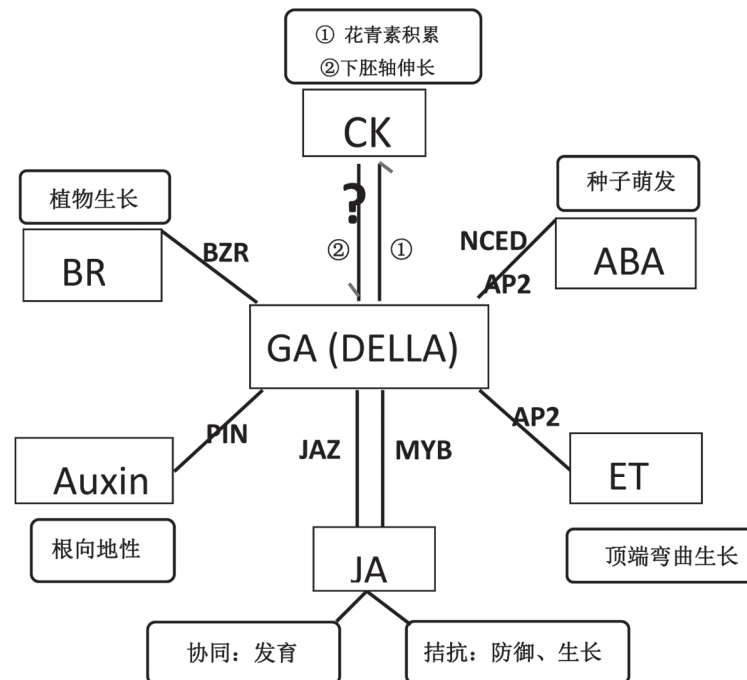 ① 花青素积累
②下胚轴伸长
CK
植物生长
种子萌发
?
②
①
BZR
NCED
BR
ABA
AP2
GA (DELLA)
PIN
JAZ
MYB
AP2
Auxin
ET
根向地性
顶端弯曲生长
JA
协同：发育
拮抗：防御、生长